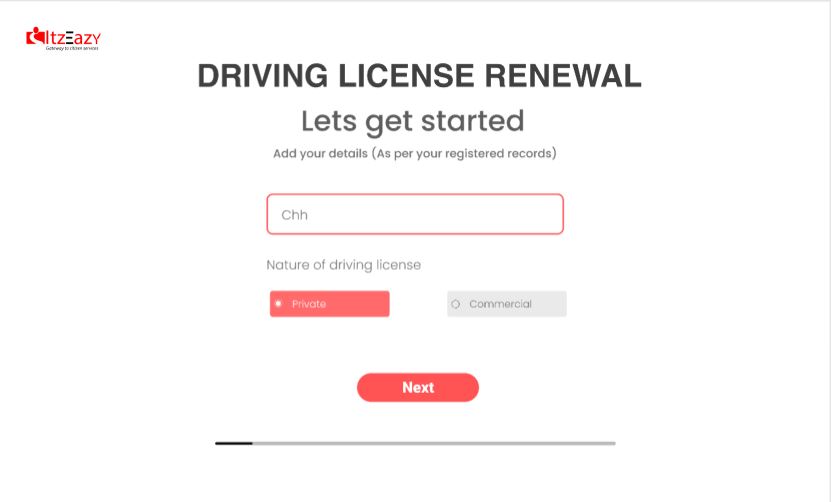 ItzEazy
Gateway to citizen services
DRIVING LICENSE RENEWAL
Lets get started
Add your details (As per your registered records)
Chh
Nature of driving license
Private
Commercial
Next